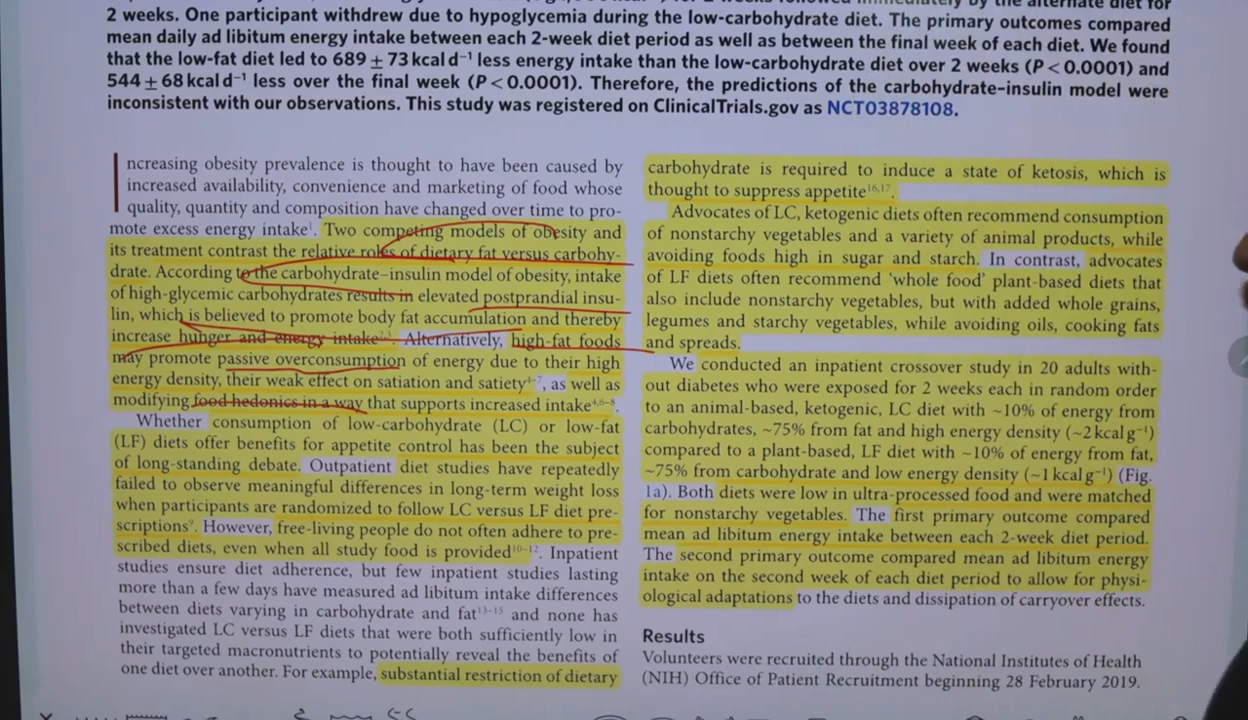 2 weeks. One participant withdrew due to hypoglycemia during the low-carbohydrate diet. The primary outcomes compared
mean daily ad libitum energy intake between each 2-week diet period as well as between the final week of each diet. We found
that the low-fat diet led to 689 ± 73 kcal d⁻¹ less energy intake than the low-carbohydrate diet over 2 weeks (P < 0.0001) and
544 ± 68 kcal d⁻¹ less over the final week (P < 0.0001). Therefore, the predictions of the carbohydrate–insulin model were
inconsistent with our observations. This study was registered on ClinicalTrials.gov as NCT03878108.
Increasing obesity prevalence is thought to have been caused by
increased availability, convenience and marketing of food whose
quality, quantity and composition have changed over time to pro-
mote excess energy intake¹. Two competing models of obesity and
its treatment contrast the relative roles of dietary fat versus carbohy-
drate. According to the carbohydrate–insulin model of obesity, intake
of high-glycemic carbohydrates results in elevated postprandial insu-
lin, which is believed to promote body fat accumulation and thereby
increase hunger and energy intake. Alternatively, high-fat foods
may promote passive overconsumption of energy due to their high
energy density, their weak effect on satiation and satiety⁴⁻⁷, as well as
modifying food hedonics in a way that supports increased intake⁴,⁶⁻⁸.
Whether consumption of low-carbohydrate (LC) or low-fat
(LF) diets offer benefits for appetite control has been the subject
of long-standing debate. Outpatient diet studies have repeatedly
failed to observe meaningful differences in long-term weight loss
when participants are randomized to follow LC versus LF diet pre-
scriptions⁹. However, free-living people do not often adhere to pre-
scribed diets, even when all study food is provided¹⁰⁻¹². Inpatient
studies ensure diet adherence, but few inpatient studies lasting
more than a few days have measured ad libitum intake differences
between diets varying in carbohydrate and fat¹³⁻¹⁵ and none has
investigated LC versus LF diets that were both sufficiently low in
their targeted macronutrients to potentially reveal the benefits of
one diet over another. For example, substantial restriction of dietary
carbohydrate is required to induce a state of ketosis, which is
thought to suppress appetite¹⁶,¹⁷.
Advocates of LC, ketogenic diets often recommend consumption
of nonstarchy vegetables and a variety of animal products, while
avoiding foods high in sugar and starch. In contrast, advocates
of LF diets often recommend 'whole food' plant-based diets that
also include nonstarchy vegetables, but with added whole grains,
legumes and starchy vegetables, while avoiding oils, cooking fats
and spreads.
We conducted an inpatient crossover study in 20 adults with-
out diabetes who were exposed for 2 weeks each in random order
to an animal-based, ketogenic, LC diet with ~10% of energy from
carbohydrates, ~75% from fat and high energy density (~2 kcal g⁻¹)
compared to a plant-based, LF diet with ~10% of energy from fat,
~75% from carbohydrate and low energy density (~1 kcal g⁻¹) (Fig.
1a). Both diets were low in ultra-processed food and were matched
for nonstarchy vegetables. The first primary outcome compared
mean ad libitum energy intake between each 2-week diet period.
The second primary outcome compared mean ad libitum energy
intake on the second week of each diet period to allow for physi-
ological adaptations to the diets and dissipation of carryover effects.
Results
Volunteers were recruited through the National Institutes of Health
(NIH) Office of Patient Recruitment beginning 28 February 2019.